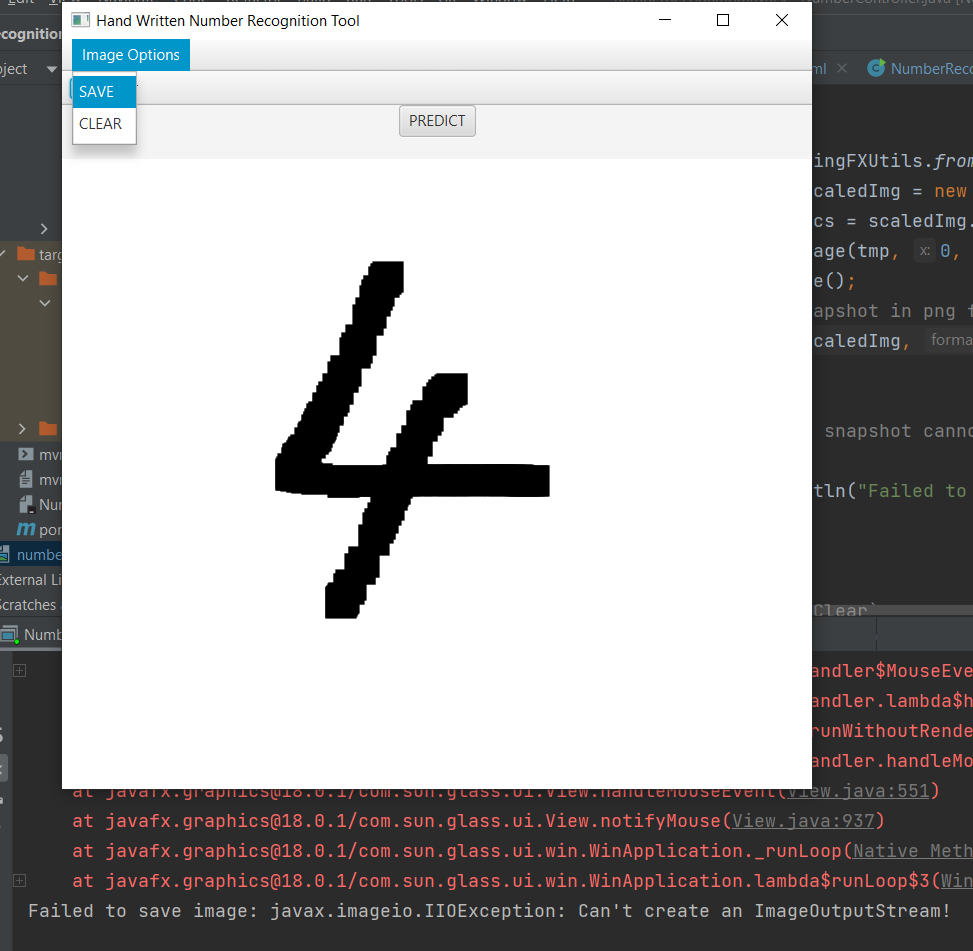 Hand Written Number Recognition Tool
ecognition
Image Options
oject
ml
NumberReco
SAVE
CLEAR
PREDICT
4
ingFXUtils.from
caledImg = new
cs = scaledImg.
age(tmp, x: 0,
e();
apshot in png f
caledImg, forma
snapshot canno
tln("Failed to
Clear`
targ
mvn
mvn
Num
pom
numbe
External Li
Scratches
Numb
andler$MouseEve
andler.lambda$h
runWithoutRende
andler.handleMo
at javafx.graphics@18.0.1/com.sun.glass.ui.View.handleMouseEvent(View.java:551)
at javafx.graphics@18.0.1/com.sun.glass.ui.View.notifyMouse(View.java:937)
at javafx.graphics@18.0.1/com.sun.glass.ui.win.WinApplication._runLoop(Native Meth
at javafx.graphics@18.0.1/com.sun.glass.ui.win.WinApplication.lambda$runLoop$3(Win
Failed to save image: javax.imageio.IIOException: Can't create an ImageOutputStream!